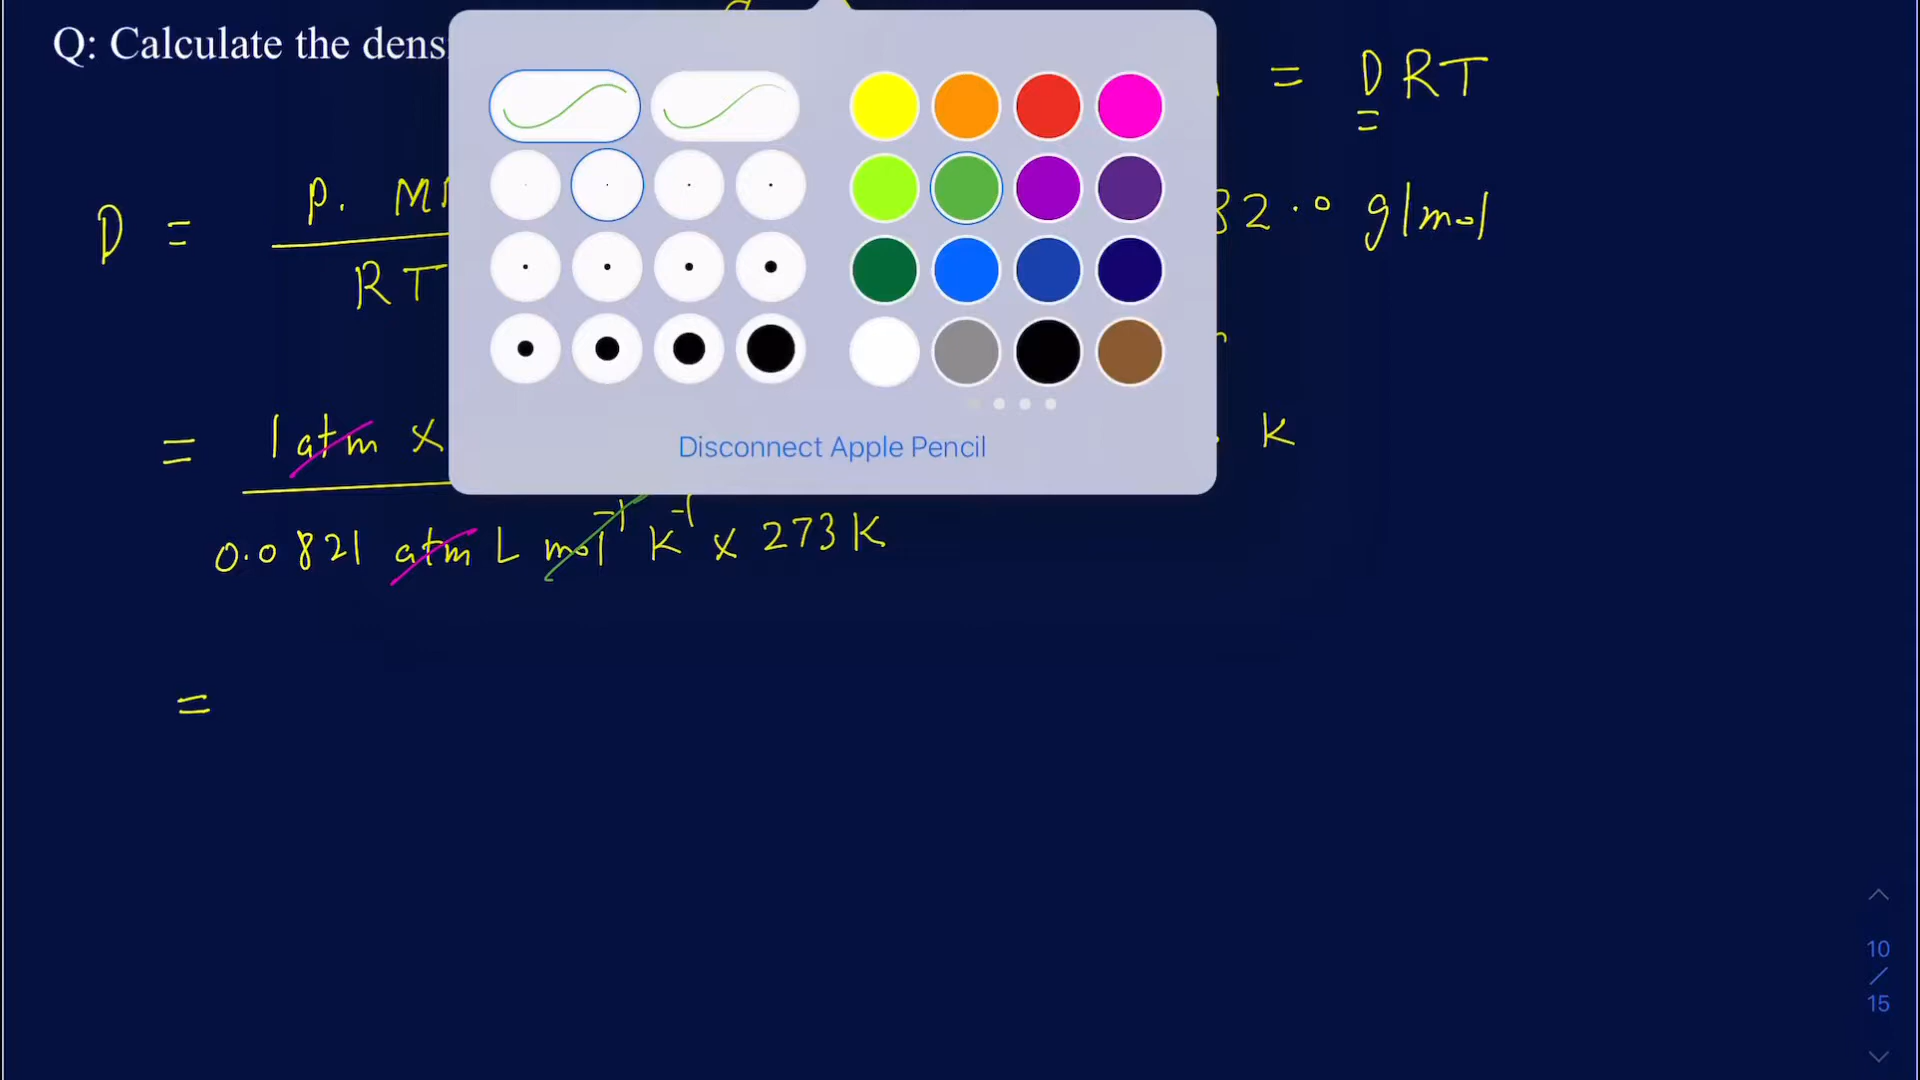 Q: Calculate the dens
= DRT
D = P. M
RT
32.0 g/mol
= 1 atm x
K
0.0821 atm L mol⁻¹ K⁻¹ x 273 K
Disconnect Apple Pencil
=
10
/
15